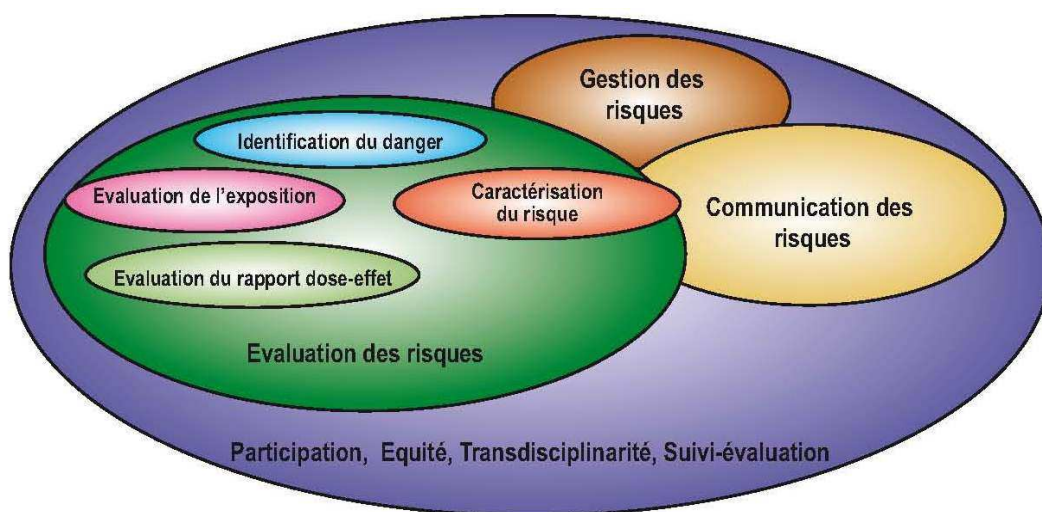 Gestion des
risques
Identification du danger
Evaluation de l'exposition
Caractérisation
du risque
Communication des
risques
Evaluation du rapport dose-effet
Evaluation des risques
Participation, Equité, Transdisciplinarité, Suivi-évaluation